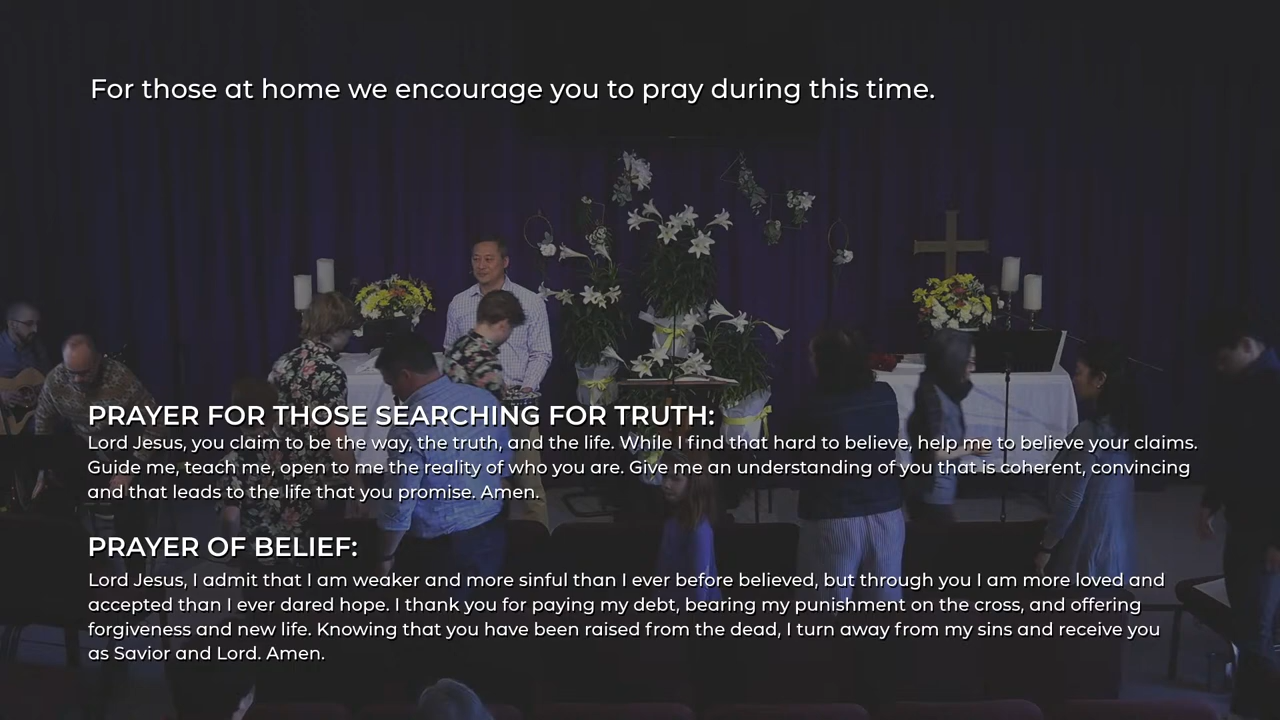 For those at home we encourage you to pray during this time.
PRAYER FOR THOSE SEARCHING FOR TRUTH:
Lord Jesus, you claim to be the way, the truth, and the life. While I find that hard to believe, help me to believe your claims.
Guide me, teach me, open to me the reality of who you are. Give me an understanding of you that is coherent, convincing
and that leads to the life that you promise. Amen.
PRAYER OF BELIEF:
Lord Jesus, I admit that I am weaker and more sinful than I ever before believed, but through you I am more loved and
accepted than I ever dared hope. I thank you for paying my debt, bearing my punishment on the cross, and offering
forgiveness and new life. Knowing that you have been raised from the dead, I turn away from my sins and receive you
as Savior and Lord. Amen.